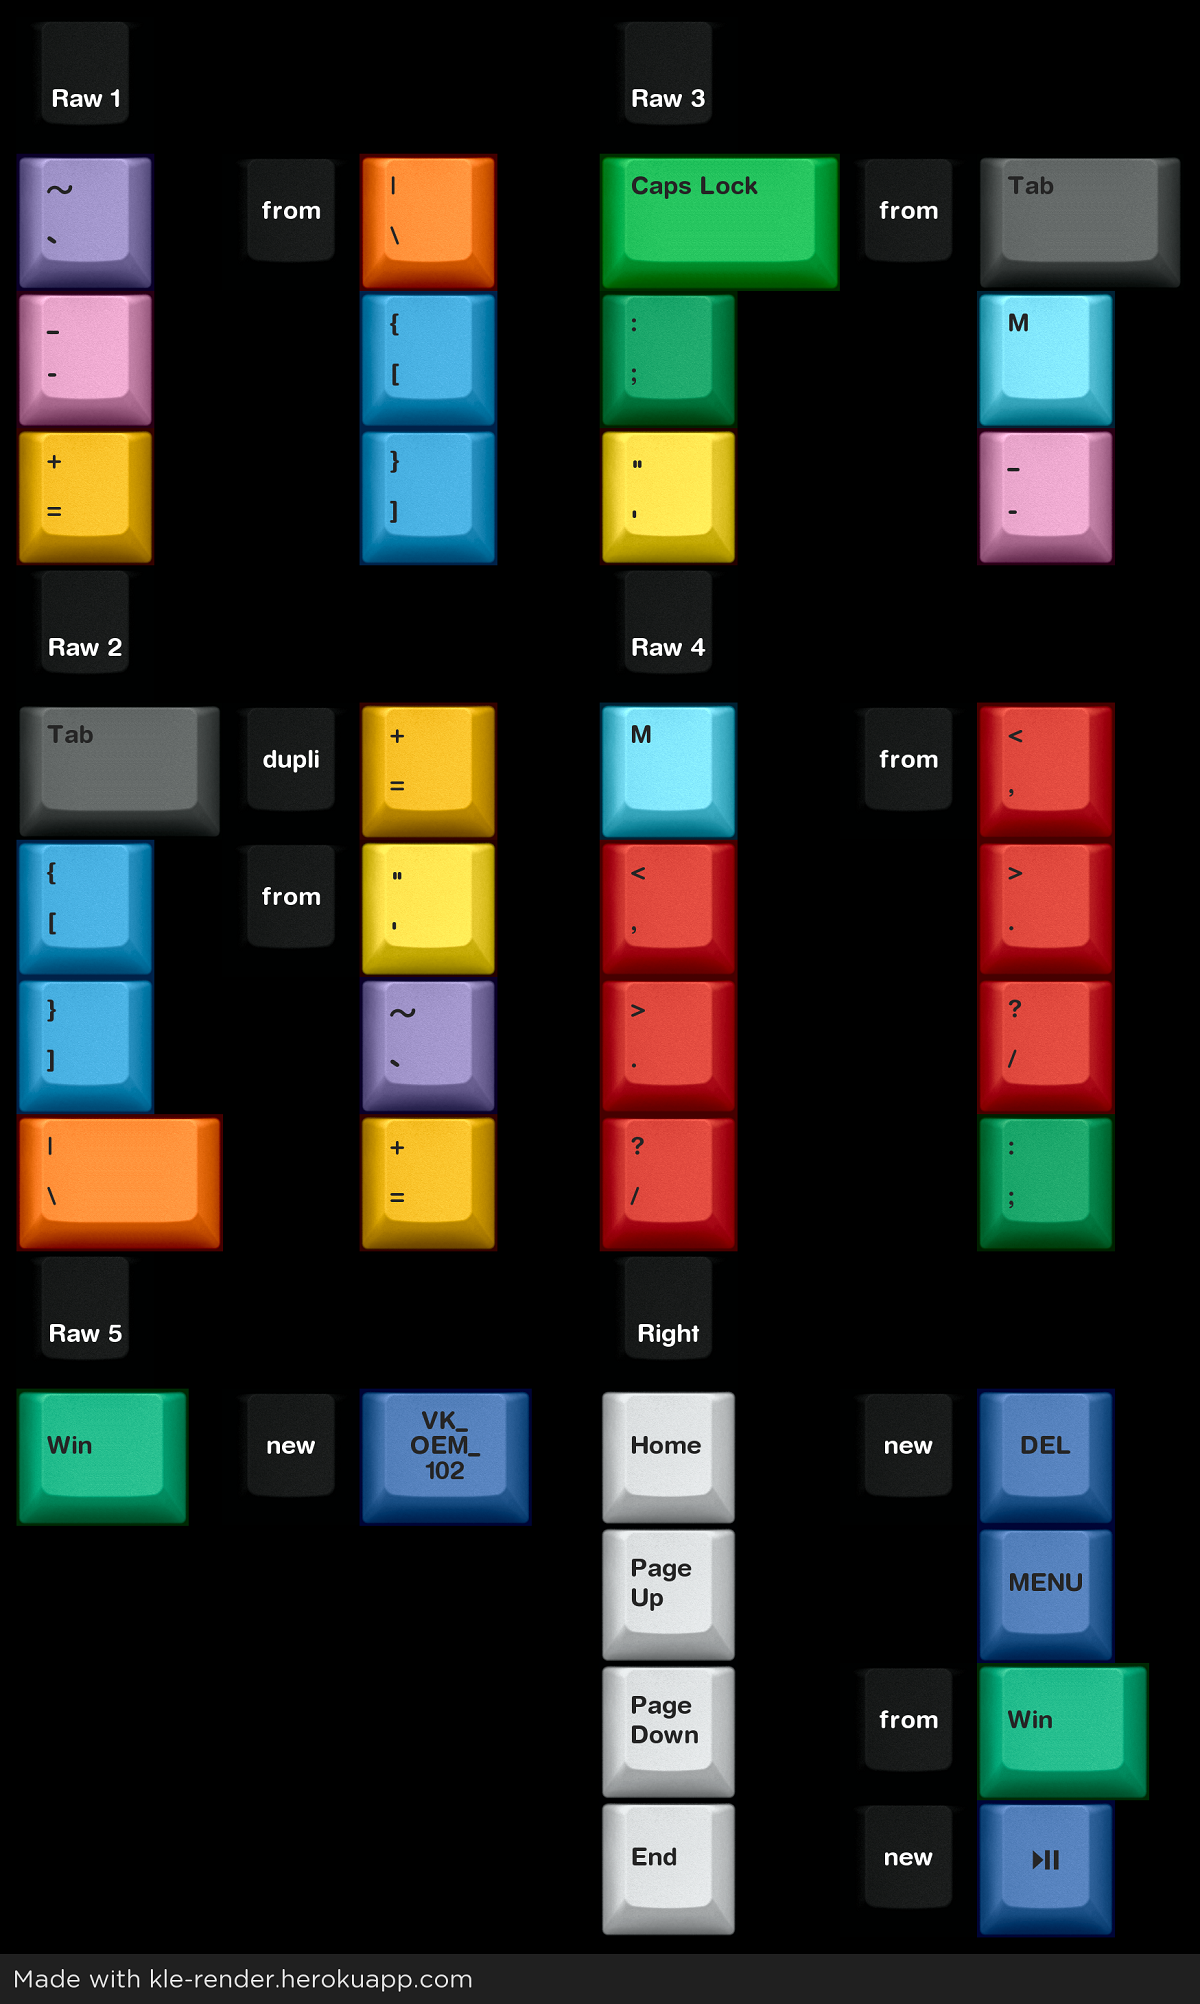 Raw 1
~ from |
` \
_ {
- [
+ }
= ]
Raw 3
Caps Lock from Tab
: M
;
" _
' -
Raw 2
Tab dupli +
=
{ from "
[ '
} ~
] `
| +
\ =
Raw 4
M from <
,
< >
, .
> ?
. /
? :
/ ;
Raw 5
Win new VK_
OEM_
102
Right
Home new DEL
Page
Up
MENU
Page
Down
from Win
End new ⏯
Made with kle-render.herokuapp.com